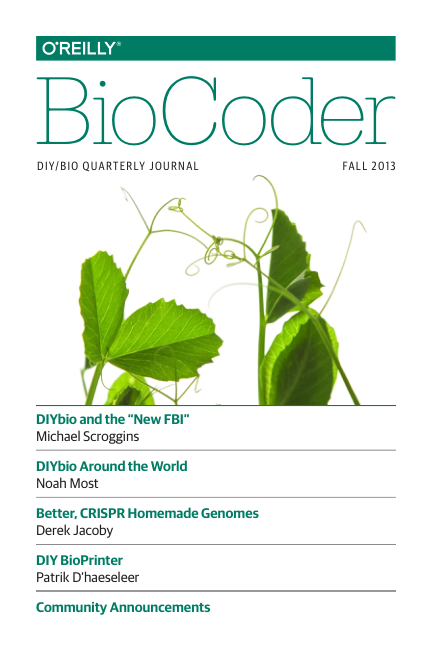 O'REILLY®
BioCoder
DIY/BIO QUARTERLY JOURNAL FALL 2013
DIYbio and the "New FBI"
Michael Scroggins
DIYbio Around the World
Noah Most
Better, CRISPR Homemade Genomes
Derek Jacoby
DIY BioPrinter
Patrik D'haeseleer
Community Announcements